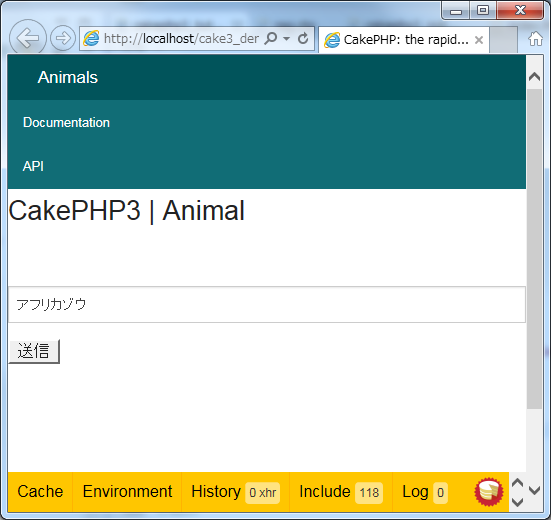 http://localhost/cake3_der
CakePHP: the rapid...
Animals
Documentation
API
CakePHP3 | Animal
アフリカゾウ
送信
Cache Environment History 0 xhr Include 118 Log 0